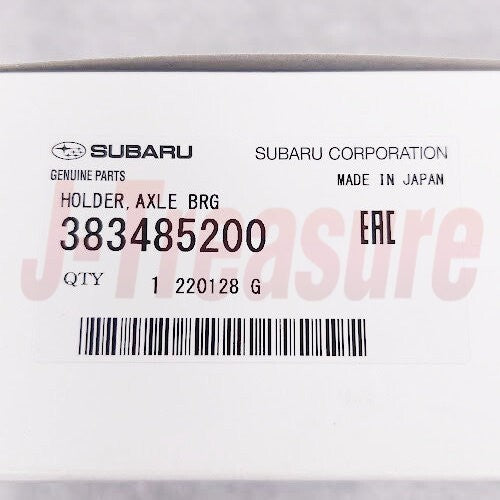 SUBARU SUBARU CORPORATION
GENUINE PARTS MADE IN JAPAN
HOLDER, AXLE BRG
383485200 EAC
QTY 1 220128 G
J-Treasure